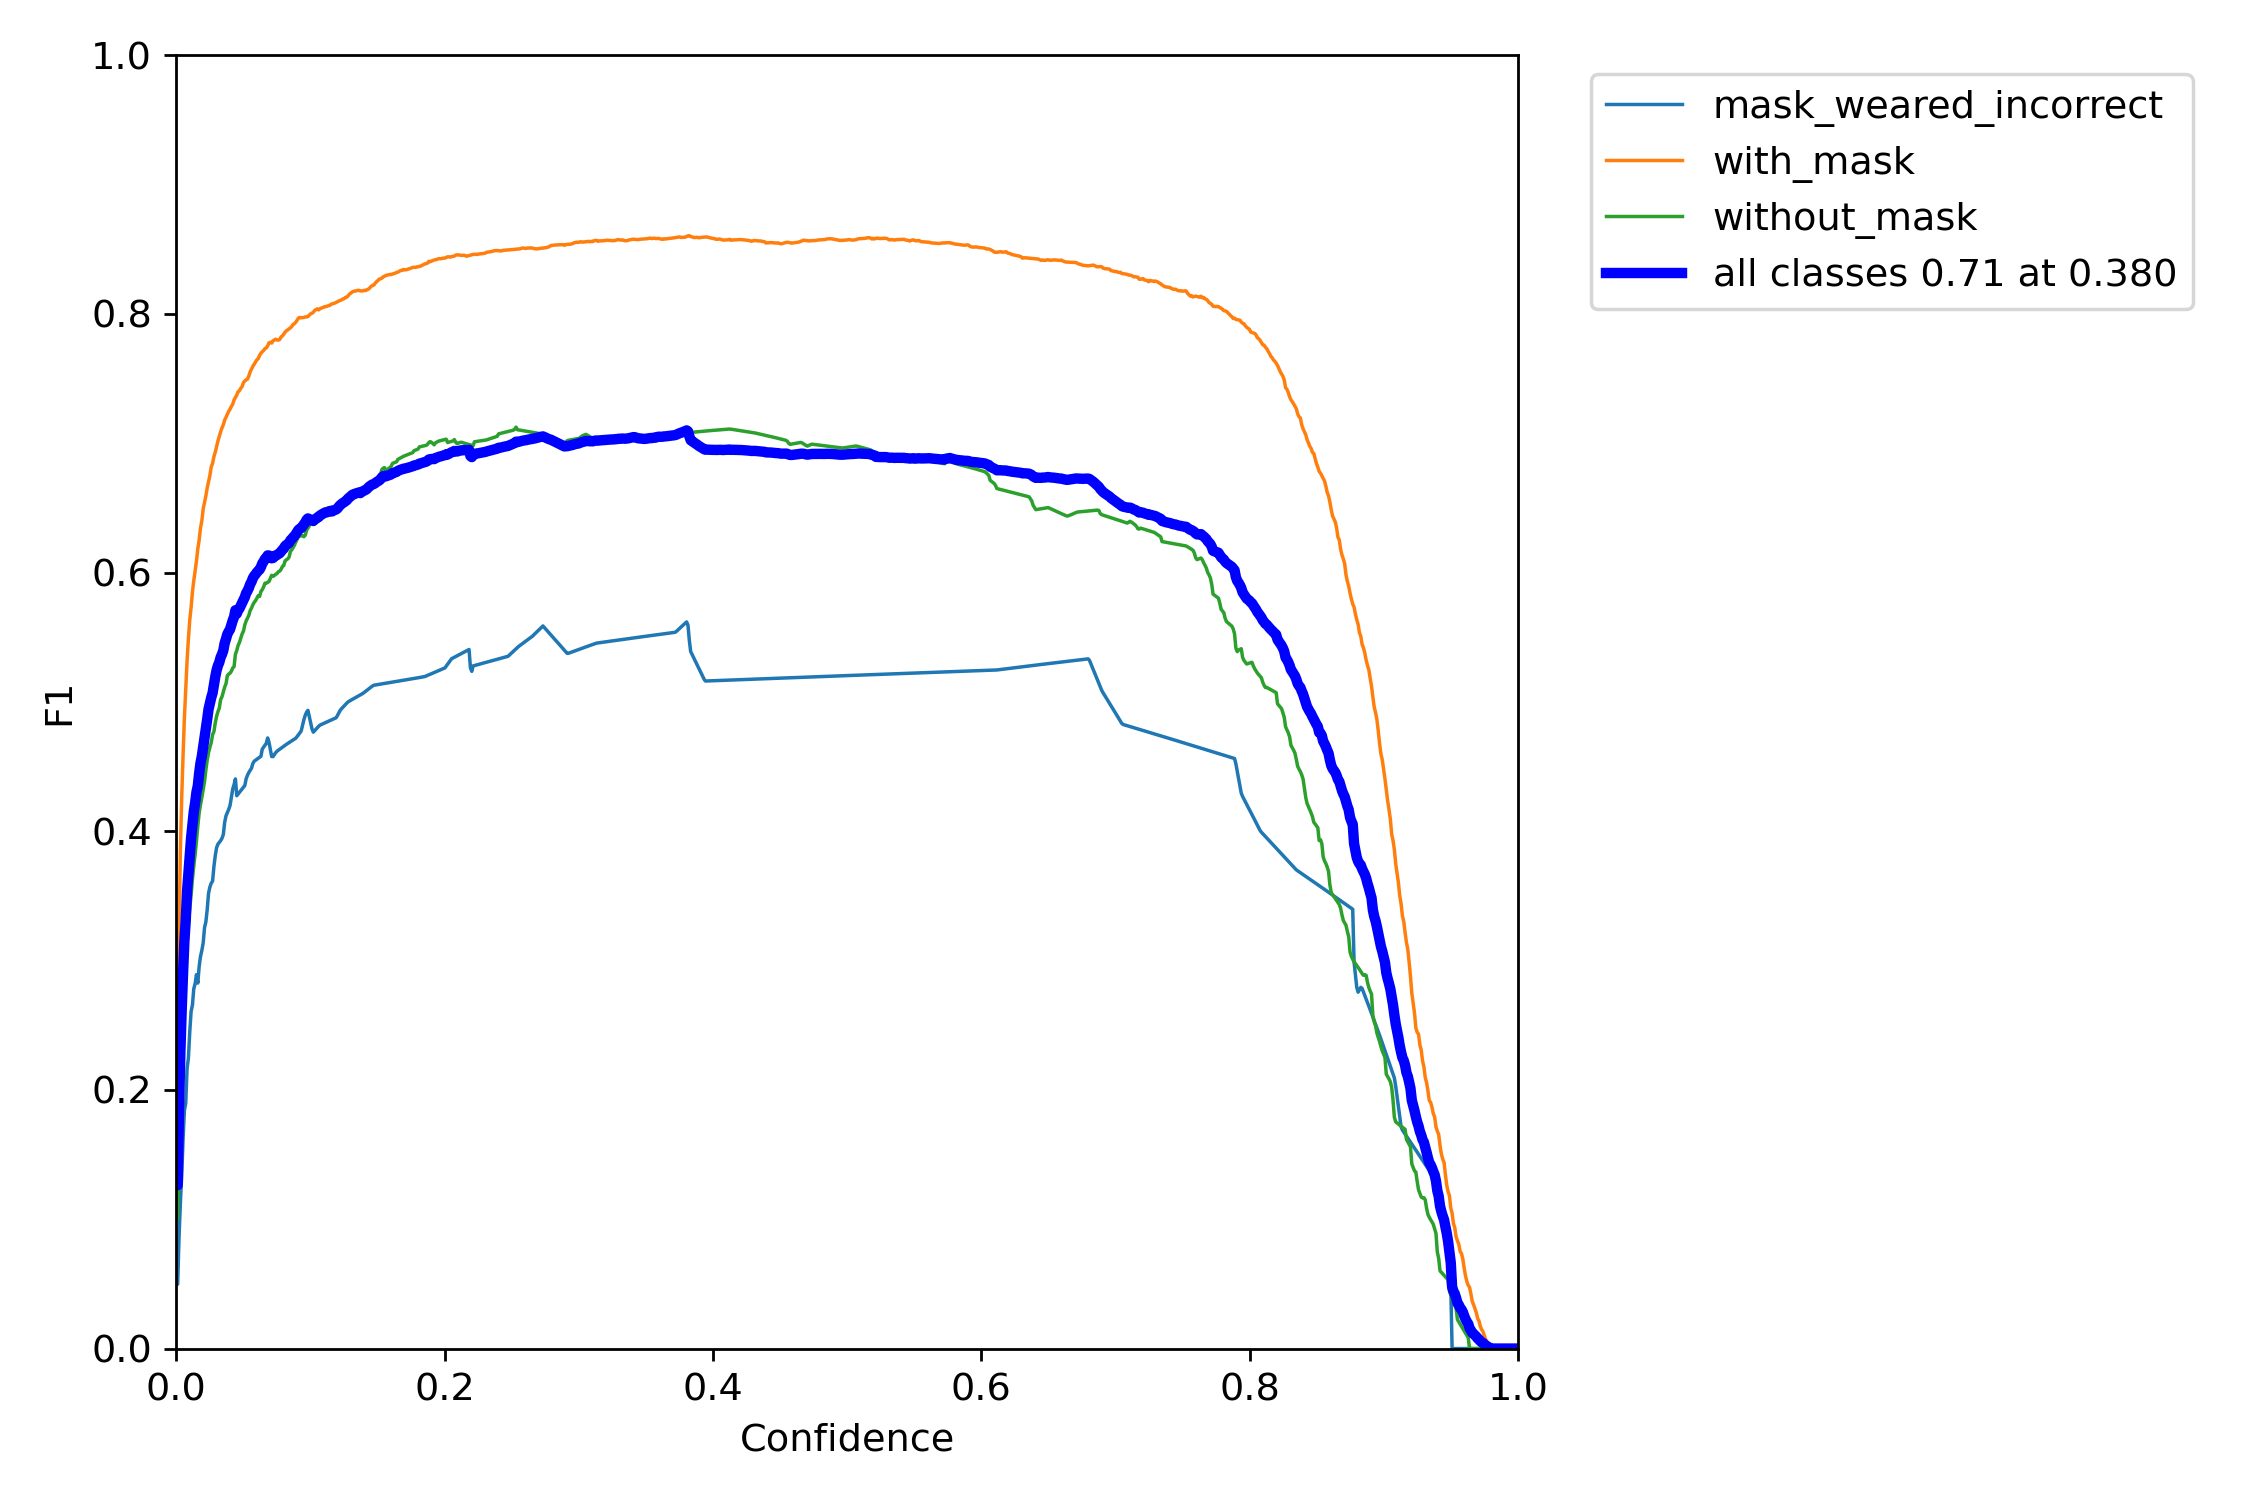 1.0
0.8
0.6
0.4
0.2
0.0
F1
0.0 0.2 0.4 0.6 0.8 1.0
Confidence
mask_weared_incorrect
with_mask
without_mask
all classes 0.71 at 0.380